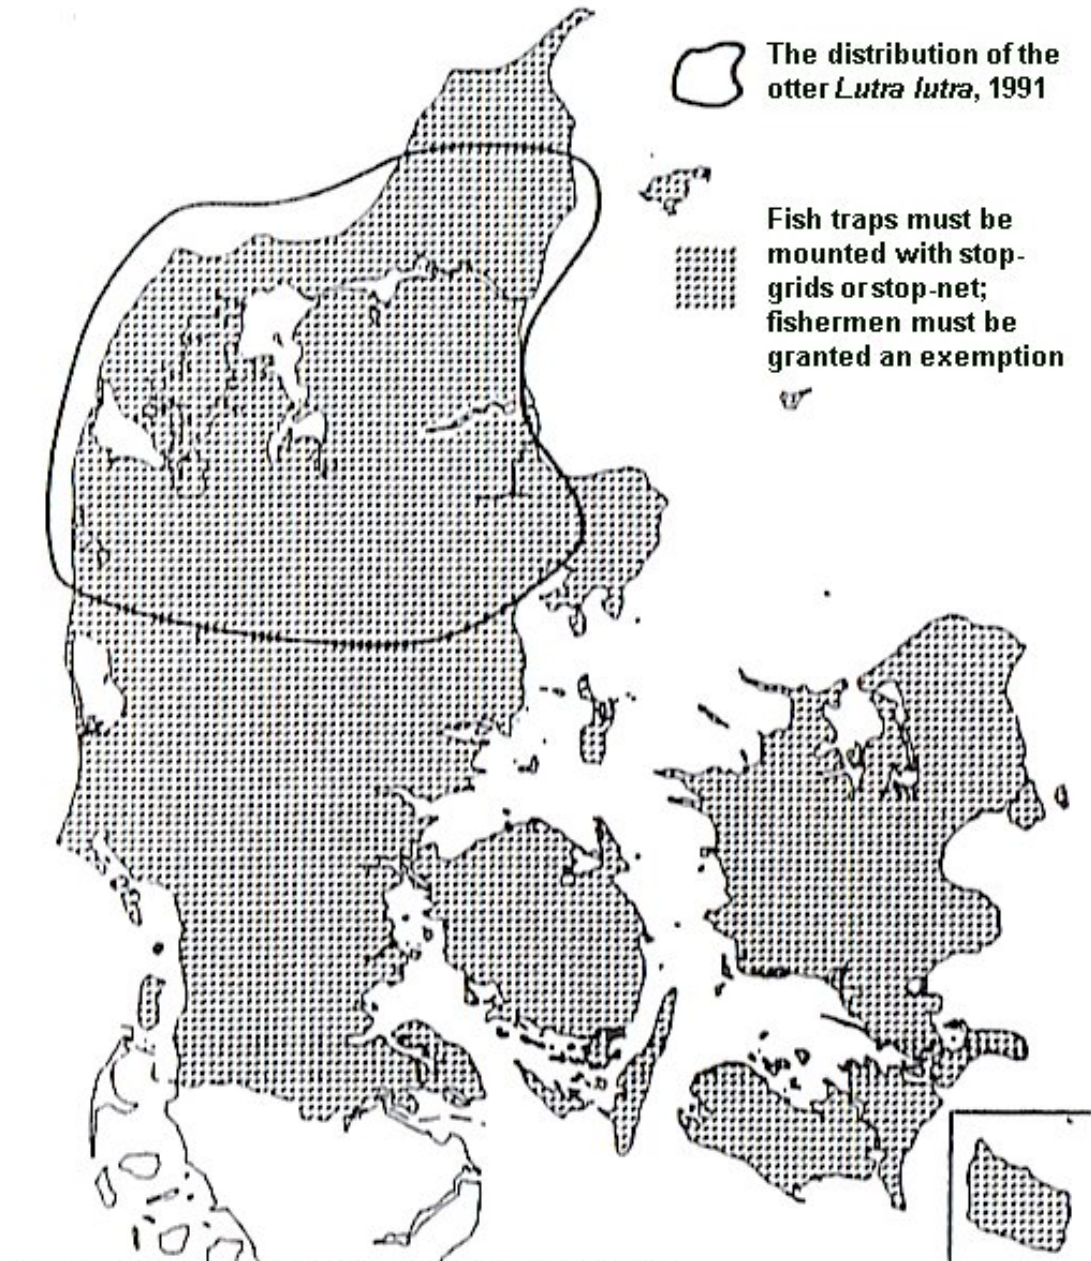 The distribution of the
otter Lutra lutra, 1991
Fish traps must be
mounted with stop-
grids or stop-net;
fishermen must be
granted an exemption